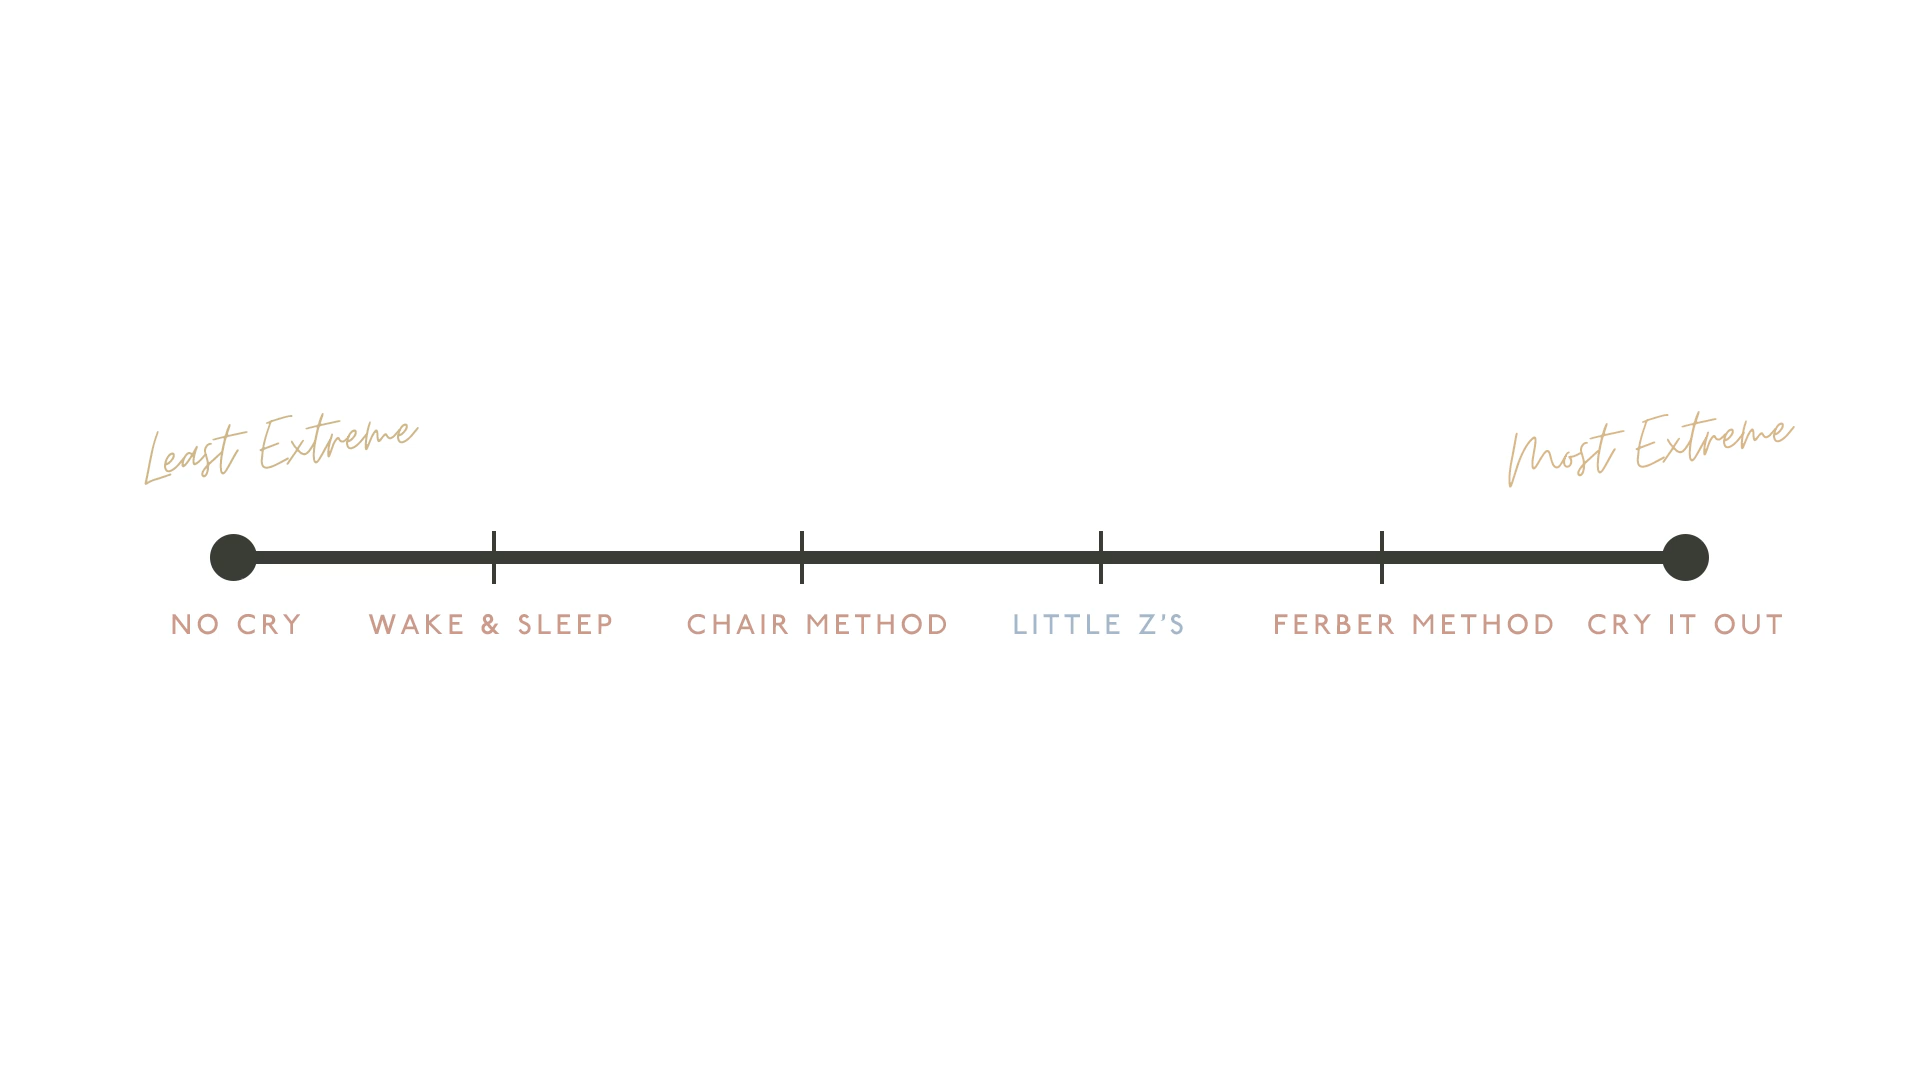 Least Extreme
Most Extreme
NO CRY
WAKE & SLEEP
CHAIR METHOD
LITTLE Z'S
FERBER METHOD
CRY IT OUT